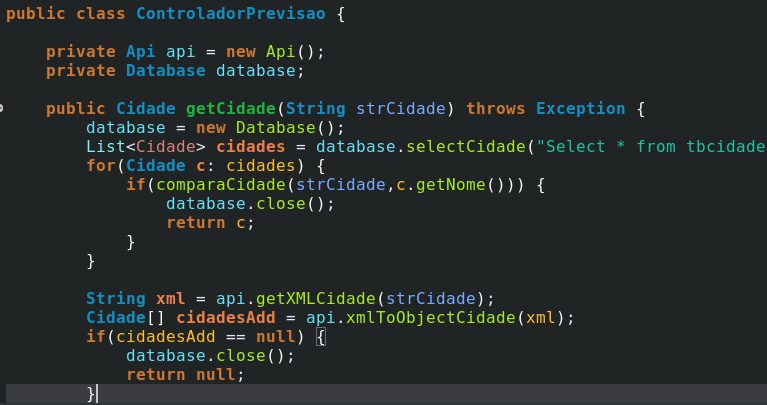 public class ControladorPrevisao {
private Api api = new Api();
private Database database;
public Cidade getCidade(String strCidade) throws Exception {
database = new Database();
List<Cidade> cidades = database.selectCidade("Select * from tbcidade
for(Cidade c: cidades) {
if(comparaCidade(strCidade,c.getNome())) {
database.close();
return c;
}
}
String xml = api.getXMLCidade(strCidade);
Cidade[] cidadesAdd = api.xmlToObjectCidade(xml);
if(cidadesAdd == null) {
database.close();
return null;
}